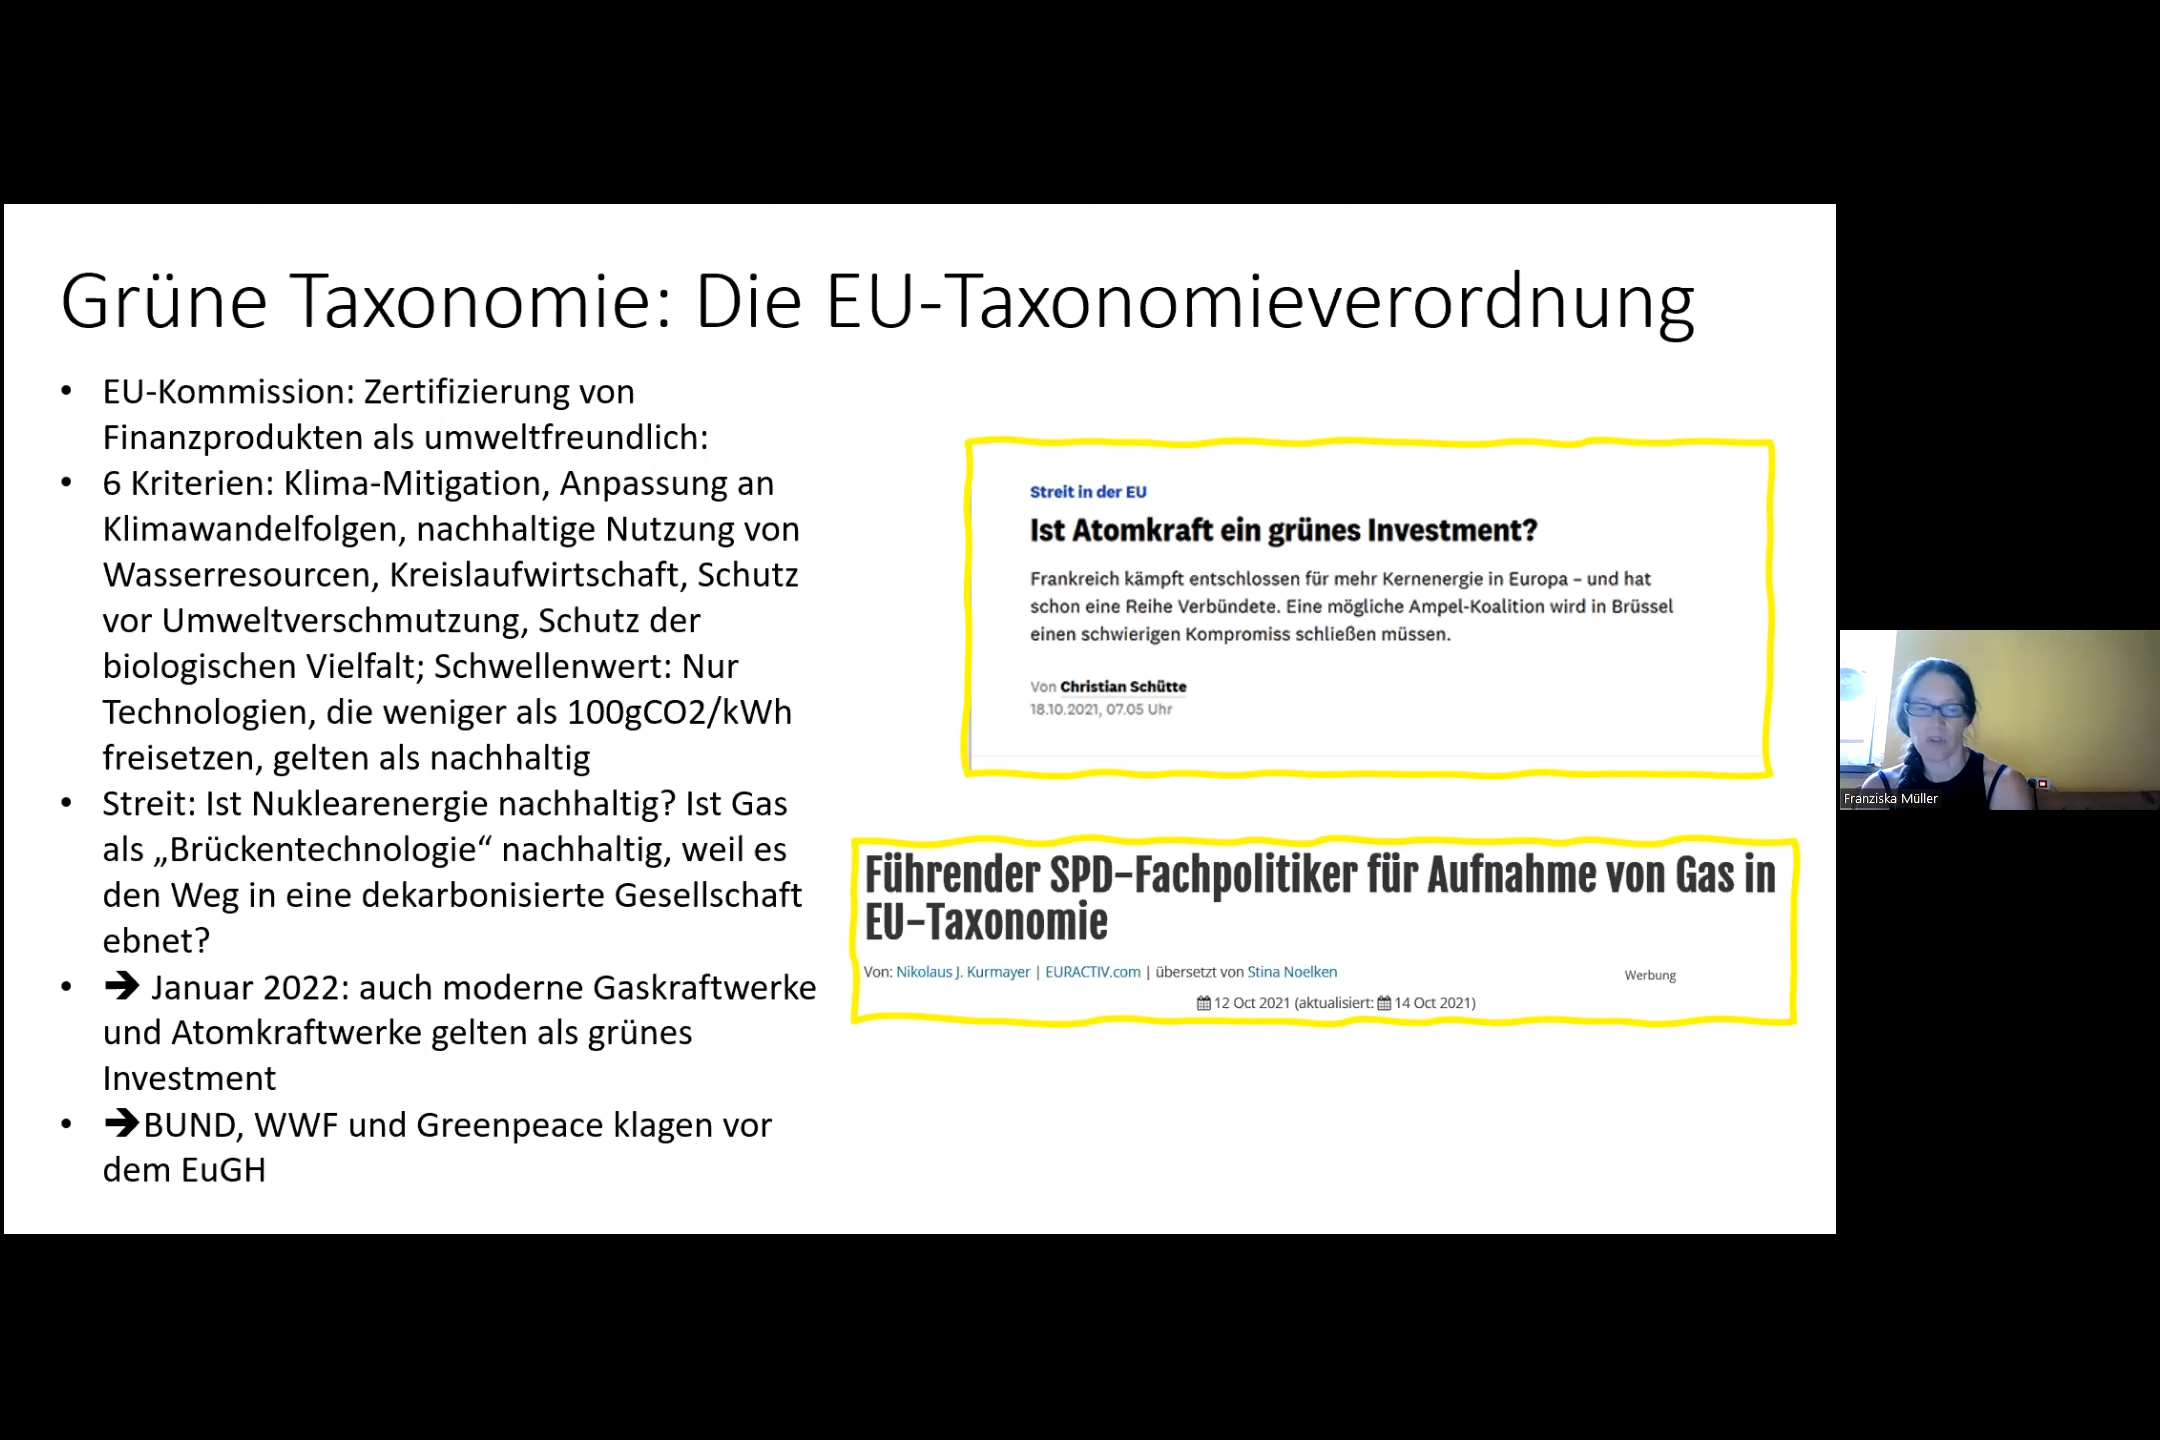 Grüne Taxonomie: Die EU-Taxonomieverordnung
• EU-Kommission: Zertifizierung von
Finanzprodukten als umweltfreundlich:
• 6 Kriterien: Klima-Mitigation, Anpassung an
Klimawandelfolgen, nachhaltige Nutzung von
Wasserresourcen, Kreislaufwirtschaft, Schutz
vor Umweltverschmutzung, Schutz der
biologischen Vielfalt; Schwellenwert: Nur
Technologien, die weniger als 100gCO2/kWh
freisetzen, gelten als nachhaltig
• Streit: Ist Nuklearenergie nachhaltig? Ist Gas
als „Brückentechnologie“ nachhaltig, weil es
den Weg in eine dekarbonisierte Gesellschaft
ebnet?
• ➔ Januar 2022: auch moderne Gaskraftwerke
und Atomkraftwerke gelten als grünes
Investment
• ➔BUND, WWF und Greenpeace klagen vor
dem EuGH
Streit in der EU
Ist Atomkraft ein grünes Investment?
Frankreich kämpft entschlossen für mehr Kernenergie in Europa – und hat
schon eine Reihe Verbündete. Eine mögliche Ampel-Koalition wird in Brüssel
einen schwierigen Kompromiss schließen müssen.
Von Christian Schütte
18.10.2021, 07.05 Uhr
Führender SPD-Fachpolitiker für Aufnahme von Gas in
EU-Taxonomie
Von: Nikolaus J. Kurmayer | EURACTIV.com | übersetzt von Stina Noelken
Werbung
12 Oct 2021 (aktualisiert: 14 Oct 2021)
Franziska Müller